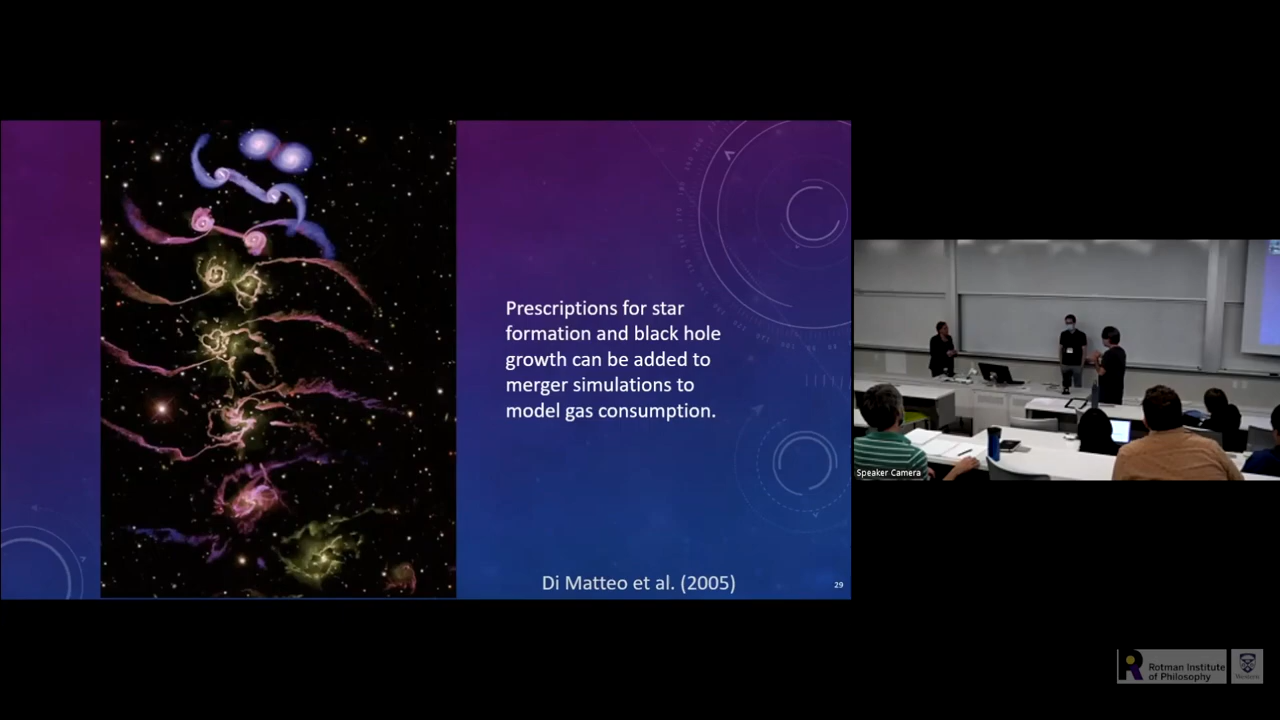 Prescriptions for star
formation and black hole
growth can be added to
merger simulations to
model gas consumption.
Di Matteo et al. (2005)
29
Speaker Camera
Rotman Institute
of Philosophy